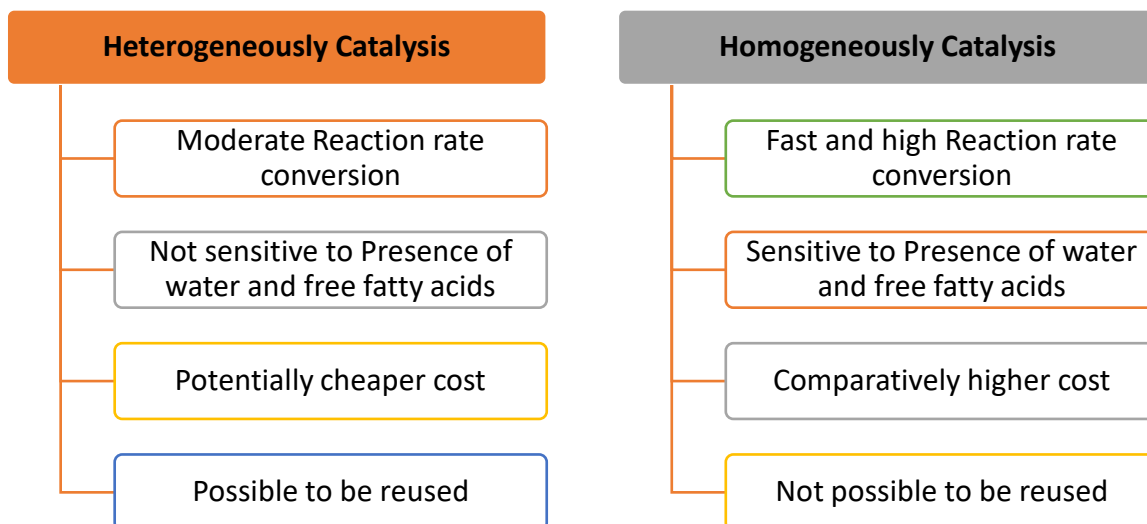 Heterogeneously Catalysis
Moderate Reaction rate
conversion
Not sensitive to Presence of
water and free fatty acids
Potentially cheaper cost
Possible to be reused
Homogeneously Catalysis
Fast and high Reaction rate
conversion
Sensitive to Presence of water
and free fatty acids
Comparatively higher cost
Not possible to be reused